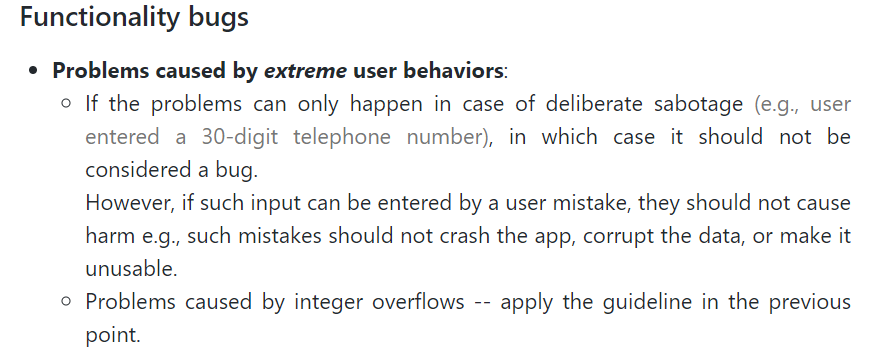 Functionality bugs
• Problems caused by extreme user behaviors:
○ If the problems can only happen in case of deliberate sabotage (e.g., user
entered a 30-digit telephone number), in which case it should not be
considered a bug.
However, if such input can be entered by a user mistake, they should not cause
harm e.g., such mistakes should not crash the app, corrupt the data, or make it
unusable.
○ Problems caused by integer overflows -- apply the guideline in the previous
point.